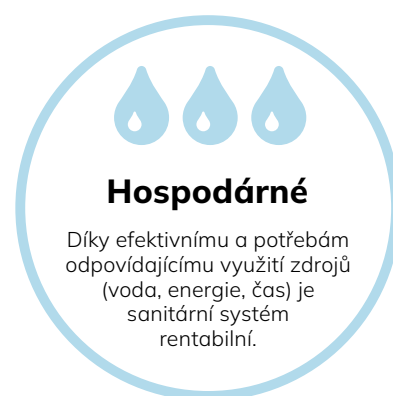 Hospodárné
Díky efektivnímu a potřebám
odpovídajícímu využití zdrojů
(voda, energie, čas) je
sanitární systém
rentabilní.